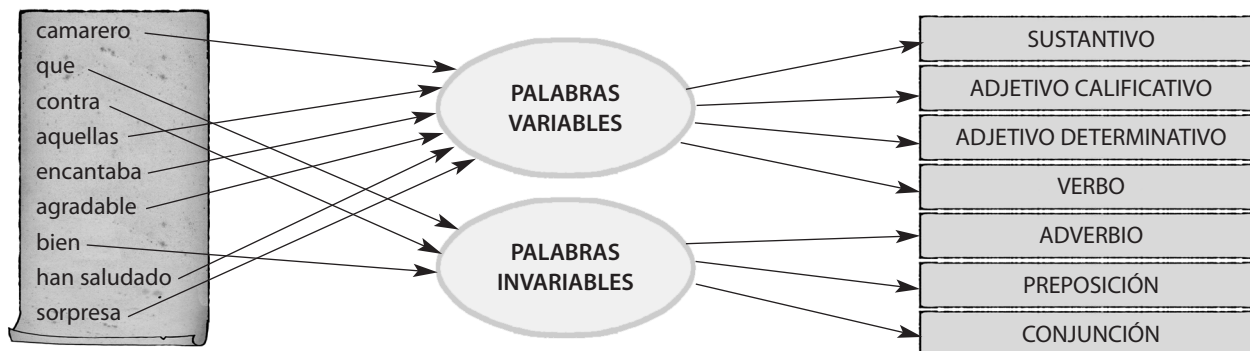 camarero
que
contra
aquellas
encantaba
agradable
bien
han saludado
sorpresa
PALABRAS
VARIABLES
PALABRAS
INVARIABLES
SUSTANTIVO
ADJETIVO CALIFICATIVO
ADJETIVO DETERMINATIVO
VERBO
ADVERBIO
PREPOSICIÓN
CONJUNCIÓN